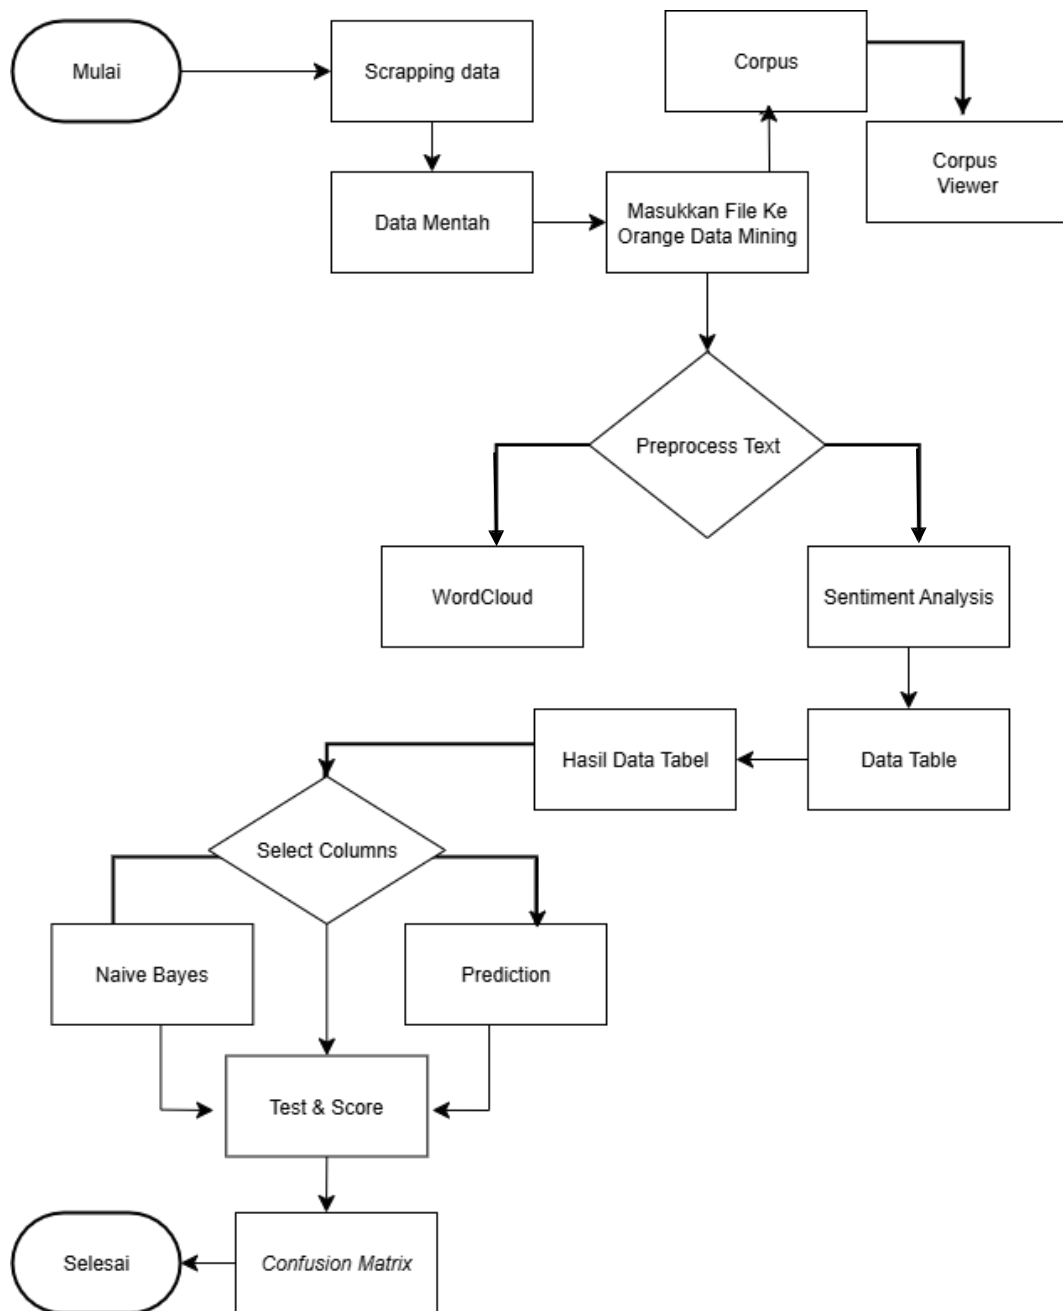 Mulai
Scrapping data
Corpus
Corpus
Viewer
Data Mentah
Masukkan File Ke
Orange Data Mining
Preprocess Text
WordCloud
Sentiment Analysis
Hasil Data Tabel
Data Table
Select Columns
Naive Bayes
Prediction
Test & Score
Selesai
Confusion Matrix